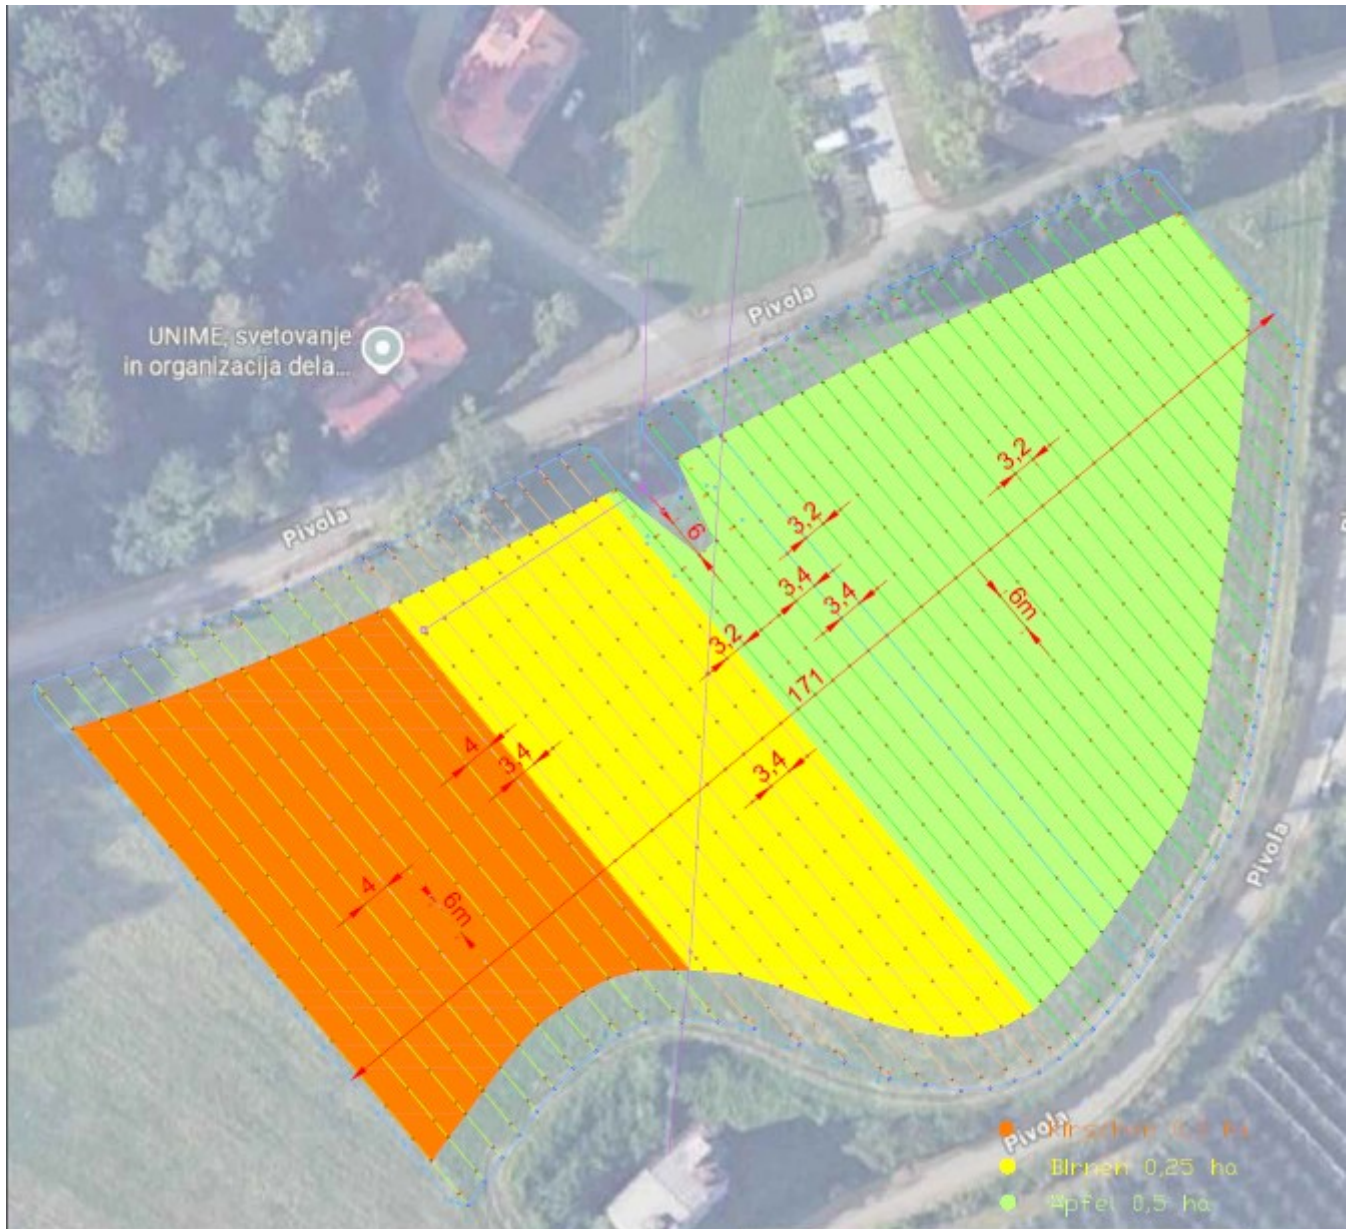 Pivola
UNIME, svetovanje
in organizacija dela...
Pivola
3,2
3,2
6
3,4
3,4
6m
3,2
171
4
3,4
3,4
4
6m
Pivola
Pivola
Birnen 0,25 ha
Apfel 0,5 ha